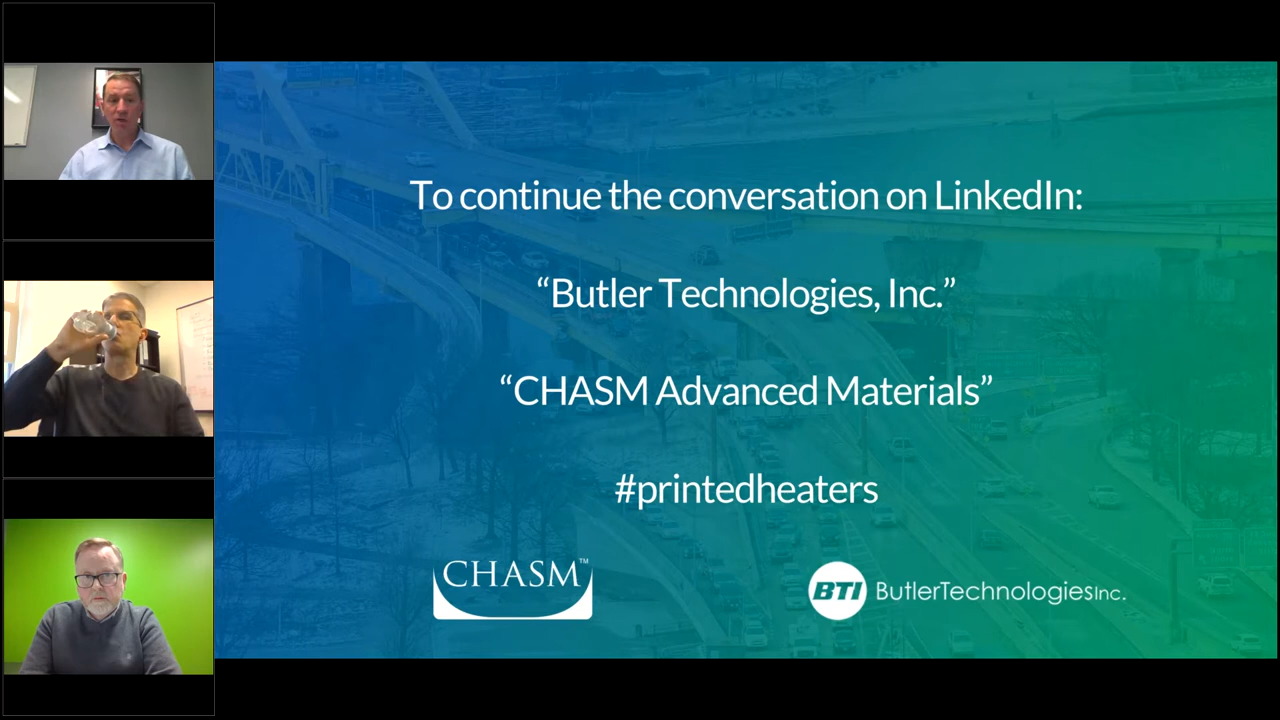 To continue the conversation on LinkedIn:
“Butler Technologies, Inc.”
“CHASM Advanced Materials”
#printedheaters
CHASM™
BTI ButlerTechnologiesInc.